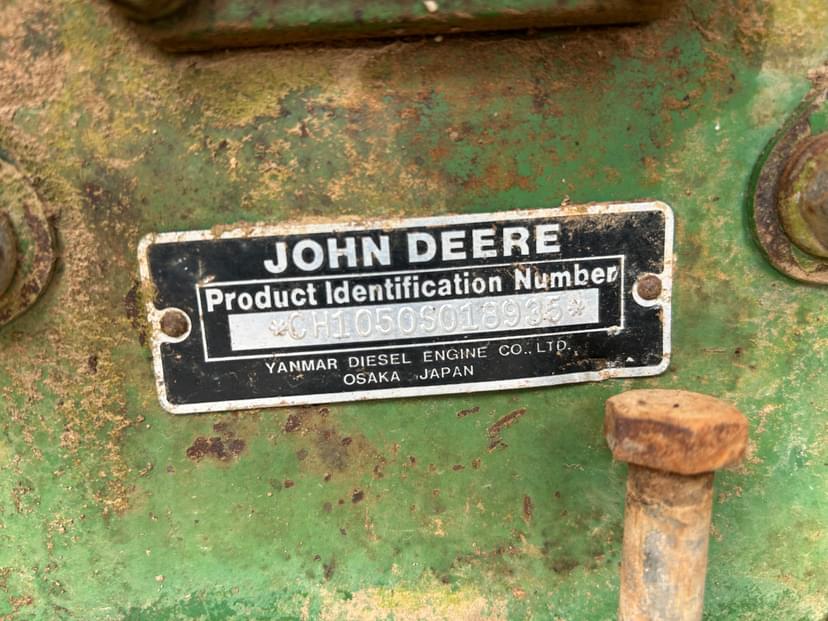 JOHN DEERE
Product Identification Number
*CH1050S018935*
YANMAR DIESEL ENGINE CO., LTD.
OSAKA JAPAN